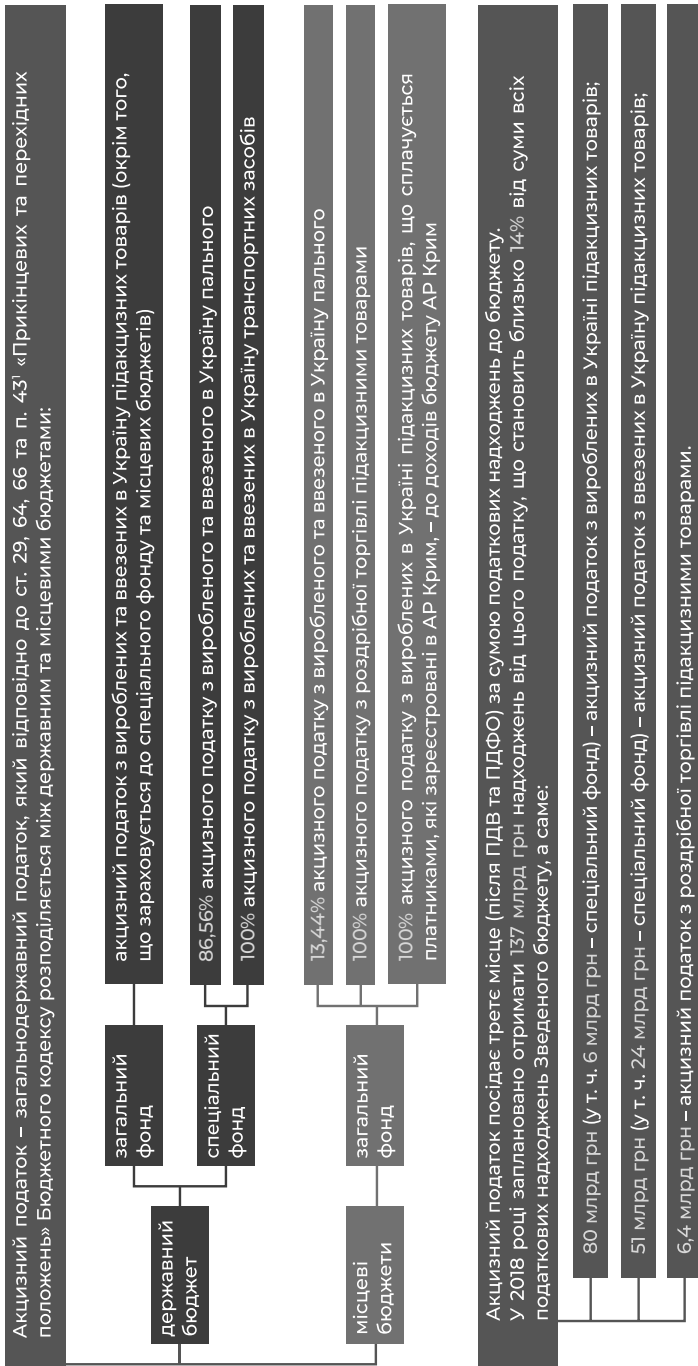 Акцизний податок – загальнодержавний податок, який відповідно до ст. 29, 64, 66 та п. 43¹ «Прикінцевих та перехідних
положень» Бюджетного кодексу розподіляється між державним та місцевими бюджетами:
державний
бюджет
загальний
фонд
акцизний податок з вироблених та ввезених в Україну підакцизних товарів (окрім того,
що зараховується до спеціального фонду та місцевих бюджетів)
спеціальний
фонд
86,56% акцизного податку з виробленого та ввезеного в Україну пального
100% акцизного податку з вироблених та ввезених в Україну транспортних засобів
місцеві
бюджети
загальний
фонд
13,44% акцизного податку з виробленого та ввезеного в Україну пального
100% акцизного податку з роздрібної торгівлі підакцизними товарами
100% акцизного податку з вироблених в Україні підакцизних товарів, що сплачується
платниками, які зареєстровані в АР Крим, – до доходів бюджету АР Крим
Акцизний податок посідає третє місце (після ПДВ та ПДФО) за сумою податкових надходжень до бюджету.
У 2018 році заплановано отримати 137 млрд грн надходжень від цього податку, що становить близько 14% від суми всіх
податкових надходжень Зведеного бюджету, а саме:
80 млрд грн (у т. ч. 6 млрд грн – спеціальний фонд) – акцизний податок з вироблених в Україні підакцизних товарів;
51 млрд грн (у т. ч. 24 млрд грн – спеціальний фонд) – акцизний податок з ввезених в Україну підакцизних товарів;
6,4 млрд грн – акцизний податок з роздрібної торгівлі підакцизними товарами.